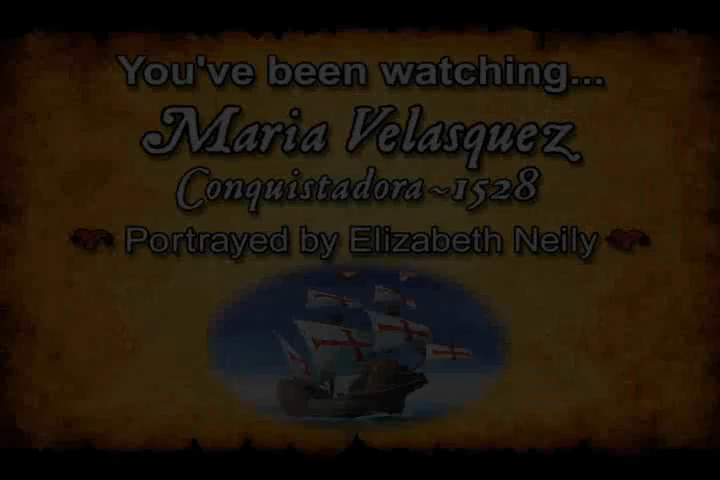 You've been watching...
Maria Velasquez
Conquistadora~1528
Portrayed by Elizabeth Neily